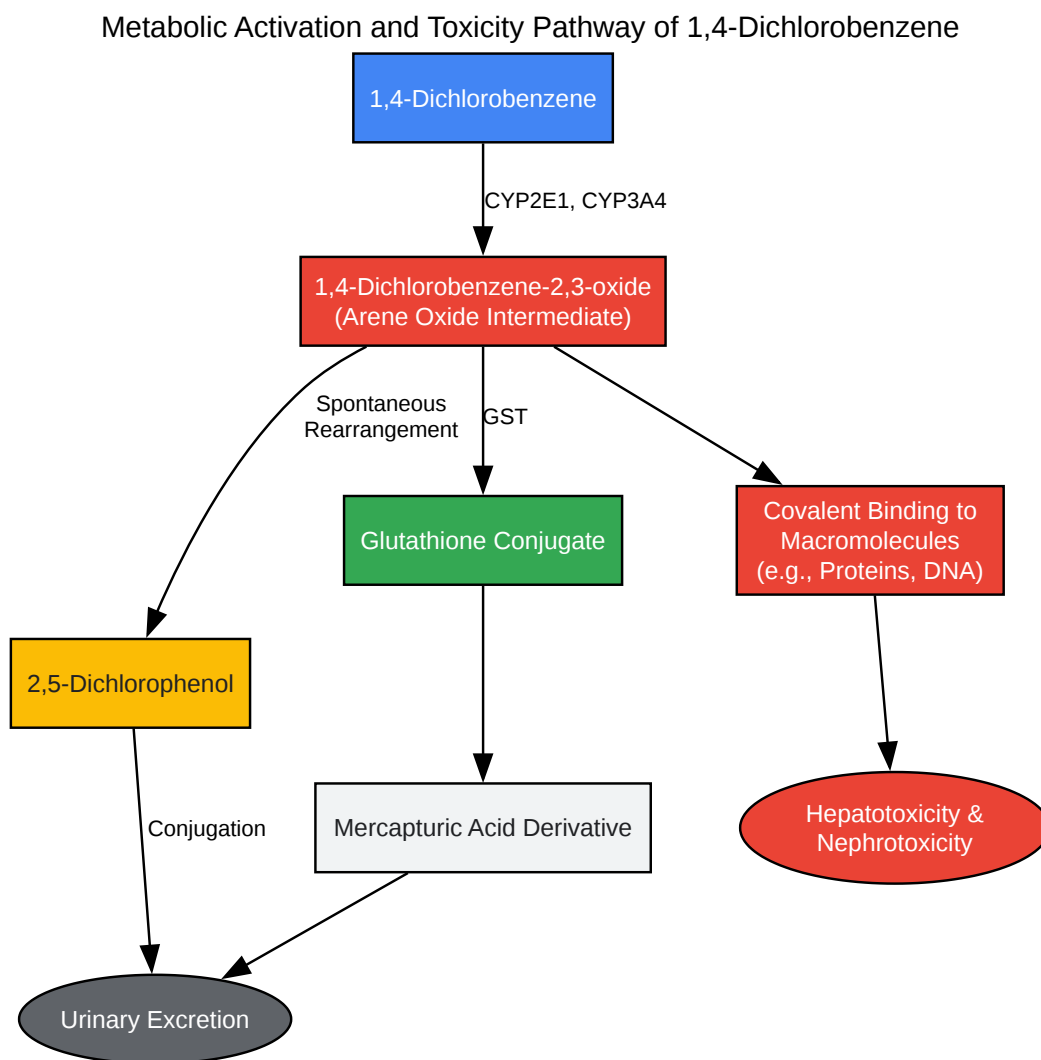 Metabolic Activation and Toxicity Pathway of 1,4-Dichlorobenzene
1,4-Dichlorobenzene
CYP2E1, CYP3A4
1,4-Dichlorobenzene-2,3-oxide
(Arene Oxide Intermediate)
Spontaneous
Rearrangement
GST
Glutathione Conjugate
Covalent Binding to
Macromolecules
(e.g., Proteins, DNA)
2,5-Dichlorophenol
Conjugation
Mercapturic Acid Derivative
Hepatotoxicity &
Nephrotoxicity
Urinary Excretion